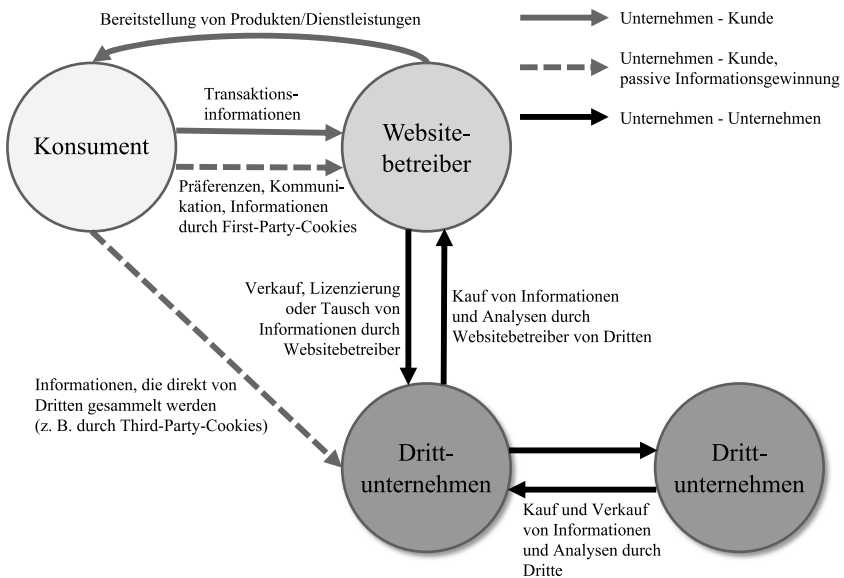 Bereitstellung von Produkten/Dienstleistungen
Unternehmen - Kunde
Unternehmen - Kunde,
passive Informationsgewinnung
Unternehmen - Unternehmen
Konsument
Transaktions-
informationen
Website-
betreiber
Präferenzen, Kommuni-
kation, Informationen
durch First-Party-Cookies
Verkauf, Lizenzierung
oder Tausch von
Informationen durch
Websitebetreiber
Kauf von Informationen
und Analysen durch
Websitebetreiber von Dritten
Informationen, die direkt von
Dritten gesammelt werden
(z. B. durch Third-Party-Cookies)
Dritt-
unternehmen
Dritt-
unternehmen
Kauf und Verkauf
von Informationen
und Analysen durch
Dritte